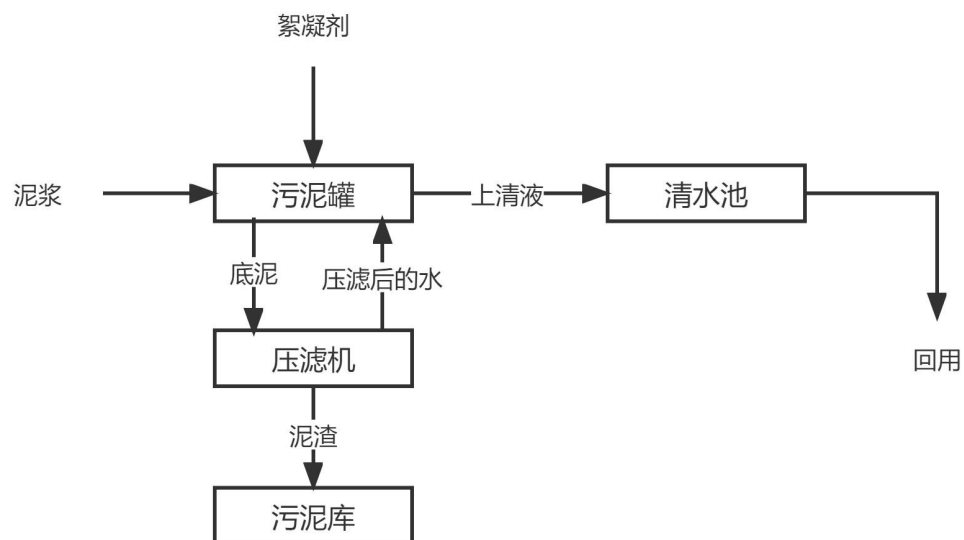 絮凝剂
泥浆
污泥罐
上清液
清水池
底泥
压滤后的水
压滤机
回用
泥渣
污泥库